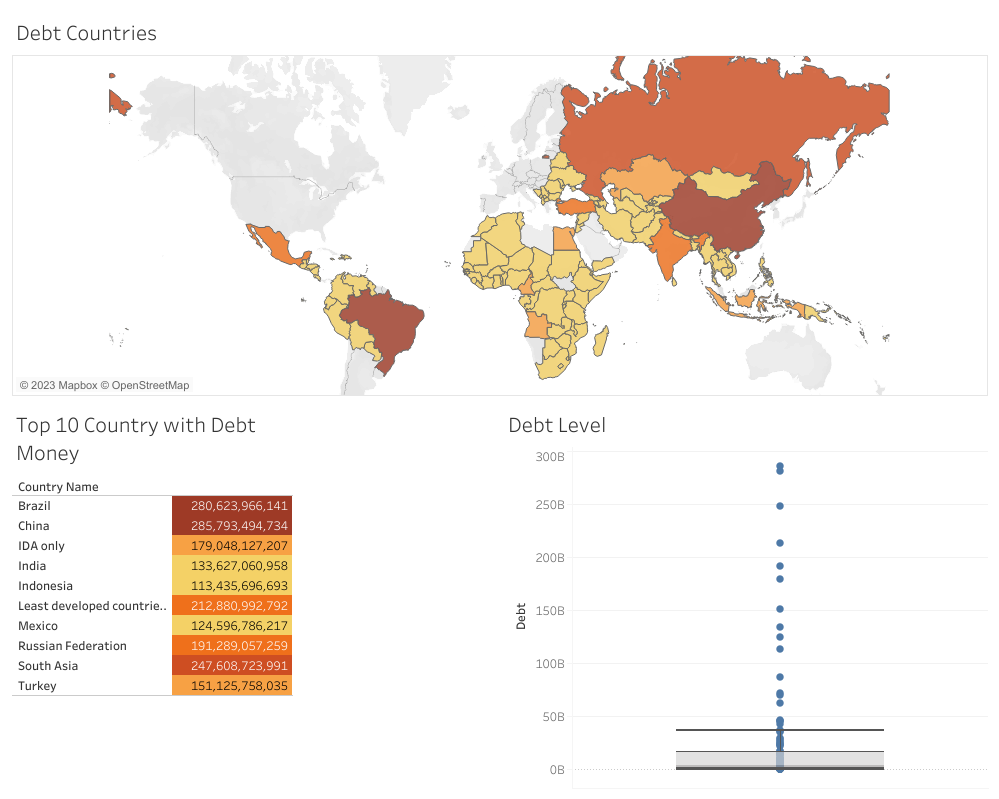 Debt Countries
© 2023 Mapbox © OpenStreetMap
Top 10 Country with Debt
Money
Country Name
Brazil 280,623,966,141
China 285,793,494,734
IDA only 179,048,127,207
India 133,627,060,958
Indonesia 113,435,696,693
Least developed countrie.. 212,880,992,792
Mexico 124,596,786,217
Russian Federation 191,289,057,259
South Asia 247,608,723,991
Turkey 151,125,758,035
Debt Level
300B
250B
200B
150B
100B
50B
0B
Debt